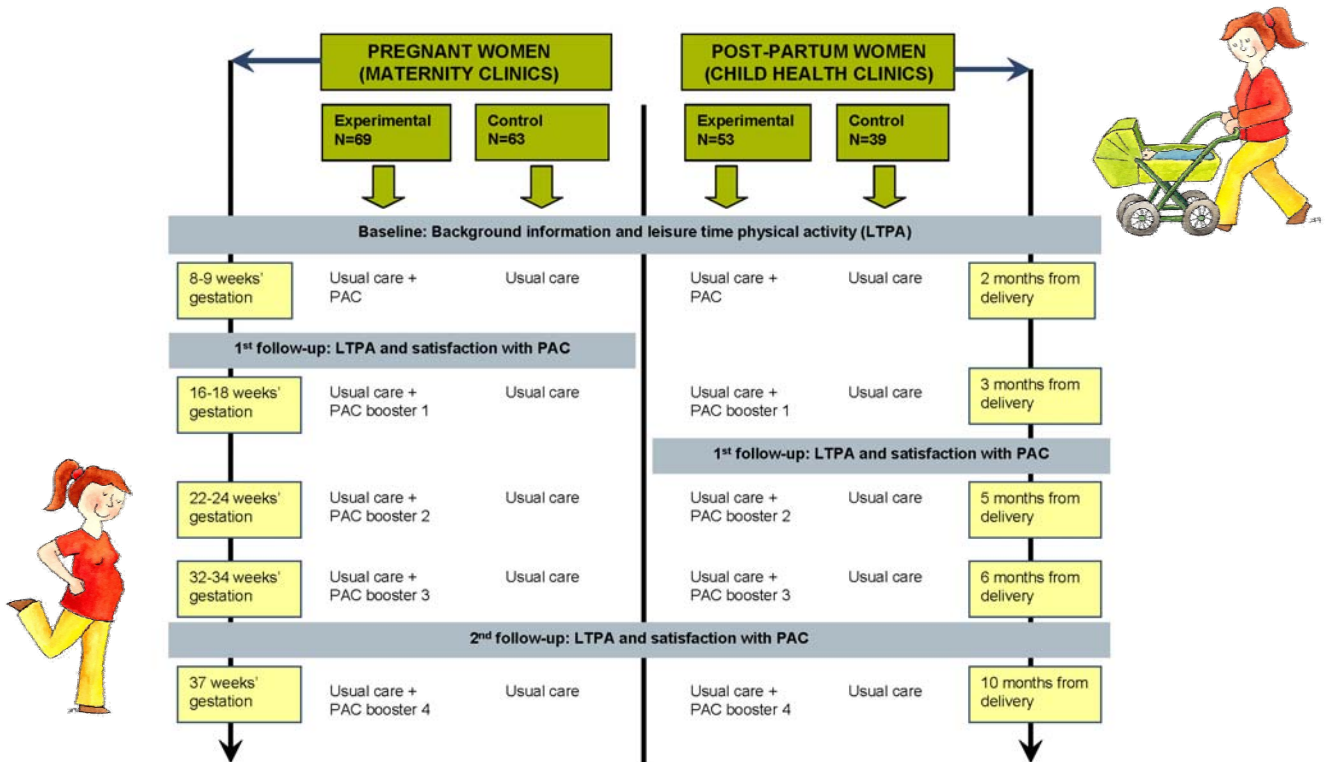 PREGNANT WOMEN
(MATERNITY CLINICS)
POST-PARTUM WOMEN
(CHILD HEALTH CLINICS)
Experimental
N=69
Control
N=63
Experimental
N=53
Control
N=39
Baseline: Background information and leisure time physical activity (LTPA)
8-9 weeks'
gestation
Usual care +
PAC
Usual care
Usual care +
PAC
Usual care
2 months from
delivery
1st follow-up: LTPA and satisfaction with PAC
16-18 weeks'
gestation
Usual care +
PAC booster 1
Usual care
Usual care +
PAC booster 1
Usual care
3 months from
delivery
1st follow-up: LTPA and satisfaction with PAC
22-24 weeks'
gestation
Usual care +
PAC booster 2
Usual care
Usual care +
PAC booster 2
Usual care
5 months from
delivery
32-34 weeks'
gestation
Usual care +
PAC booster 3
Usual care
Usual care +
PAC booster 3
Usual care
6 months from
delivery
2nd follow-up: LTPA and satisfaction with PAC
37 weeks'
gestation
Usual care +
PAC booster 4
Usual care
Usual care +
PAC booster 4
Usual care
10 months from
delivery